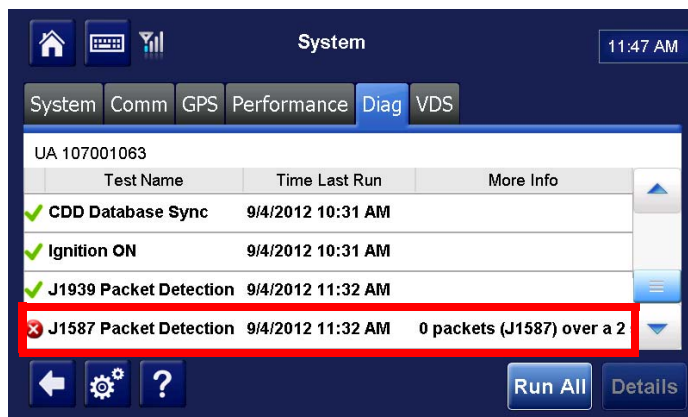 System
11:47 AM
System Comm GPS Performance Diag VDS
UA 107001063
Test Name Time Last Run More Info
CDD Database Sync 9/4/2012 10:31 AM
Ignition ON 9/4/2012 10:31 AM
J1939 Packet Detection 9/4/2012 11:32 AM
J1587 Packet Detection 9/4/2012 11:32 AM 0 packets (J1587) over a 2
? Run All Details